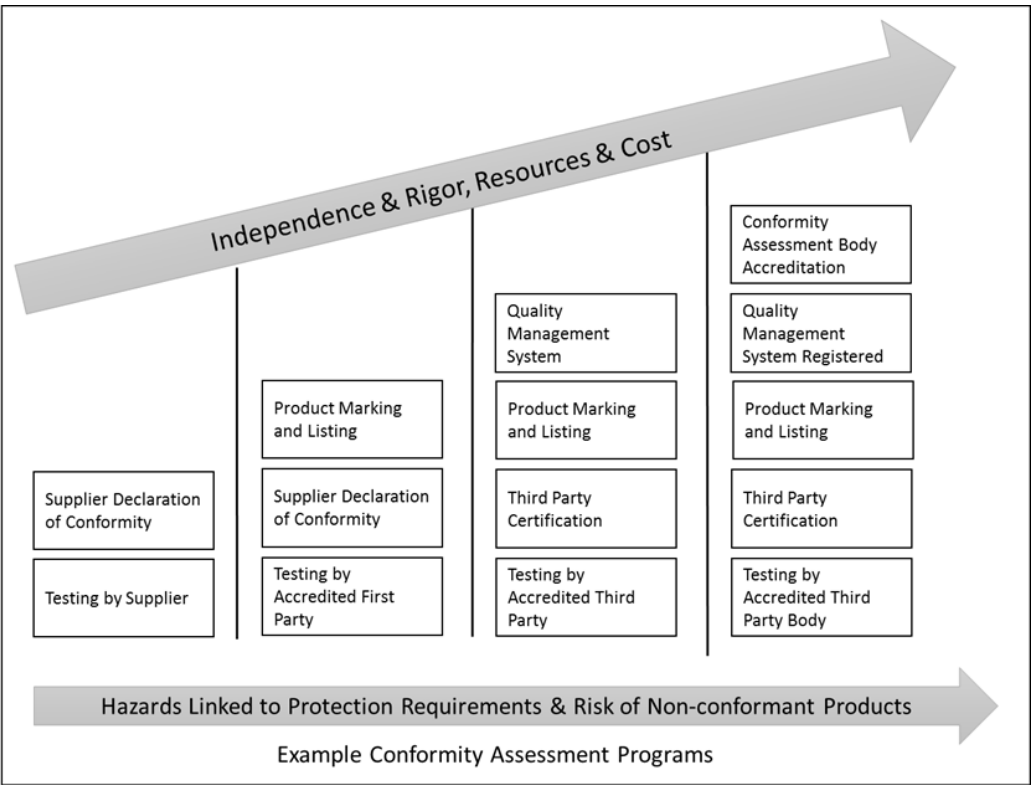 Independence & Rigor, Resources & Cost
Supplier Declaration
of Conformity
Testing by Supplier
Product Marking
and Listing
Supplier Declaration
of Conformity
Testing by
Accredited First
Party
Quality
Management
System
Product Marking
and Listing
Third Party
Certification
Testing by
Accredited Third
Party
Conformity
Assessment Body
Accreditation
Quality
Management
System Registered
Product Marking
and Listing
Third Party
Certification
Testing by
Accredited Third
Party Body
Hazards Linked to Protection Requirements & Risk of Non-conformant Products
Example Conformity Assessment Programs